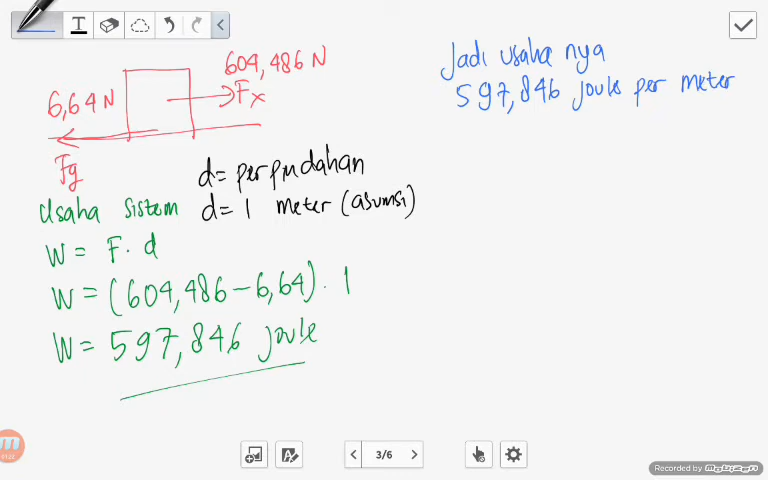 604,486 N
6,64 N
Fx
Fg
d= perpindahan
Usaha sistem
d= 1 meter (asumsi)
W = F. d
W = (604,486 - 6,64) . 1
W = 597,846 joule
Jadi usaha nya
597,846 joule per meter
T
3/6
Recorded by Mobizen